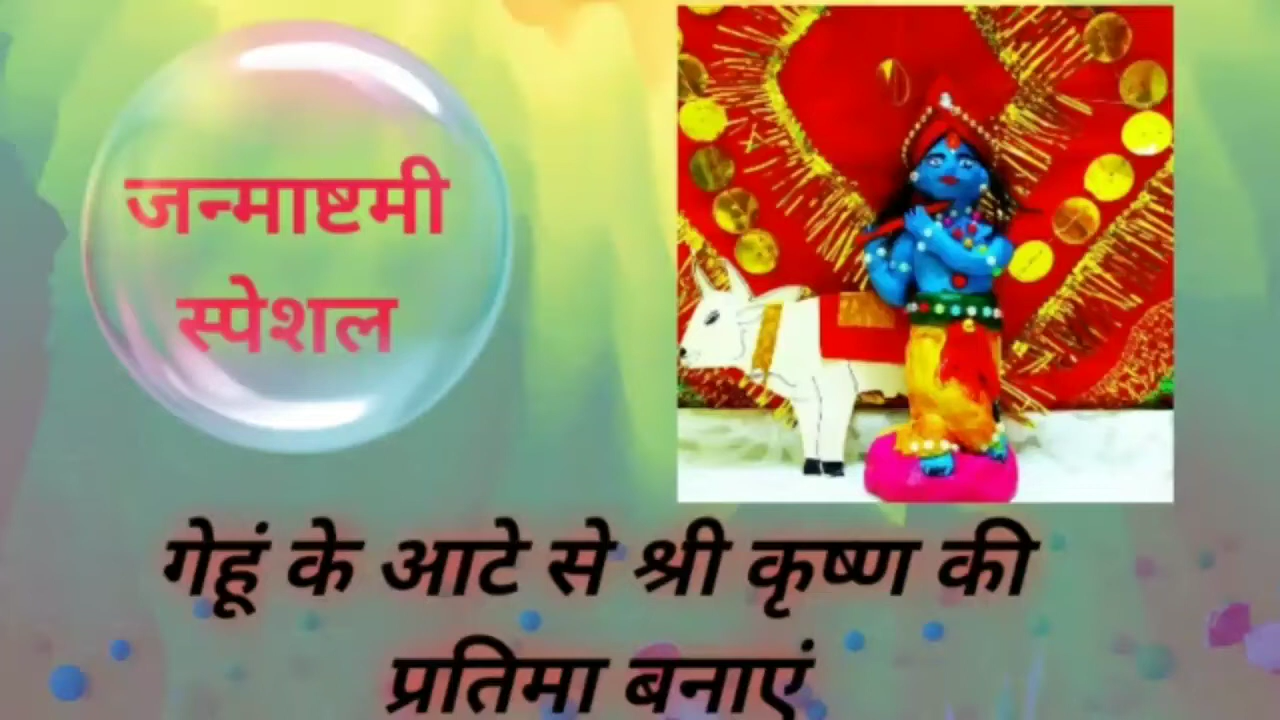 जन्माष्टमी
स्पेशल
गेहूं के आटे से श्री कृष्ण की
प्रतिमा बनाएं